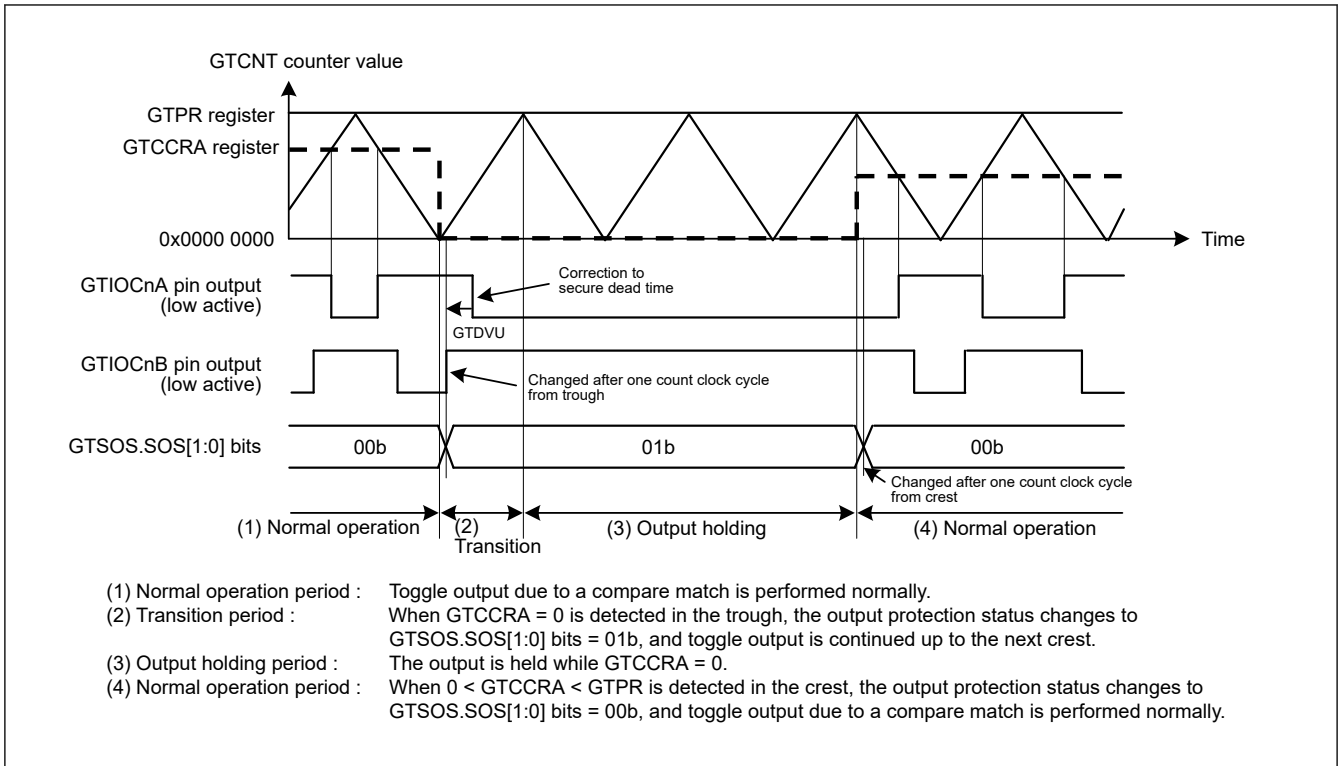 GTCNT counter value
GTPR register
GTCCRA register
0x0000 0000
Time
GTIOCnA pin output
(low active)
Correction to
secure dead time
GTDVU
GTIOCnB pin output
(low active)
Changed after one count clock cycle
from trough
GTSOS.SOS[1:0] bits
00b
01b
00b
Changed after one count clock cycle
from crest
(1) Normal operation
(2)
Transition
(3) Output holding
(4) Normal operation
(1) Normal operation period : Toggle output due to a compare match is performed normally.
(2) Transition period : When GTCCRA = 0 is detected in the trough, the output protection status changes to
GTSOS.SOS[1:0] bits = 01b, and toggle output is continued up to the next crest.
(3) Output holding period : The output is held while GTCCRA = 0.
(4) Normal operation period : When 0 < GTCCRA < GTPR is detected in the crest, the output protection status changes to
GTSOS.SOS[1:0] bits = 00b, and toggle output due to a compare match is performed normally.